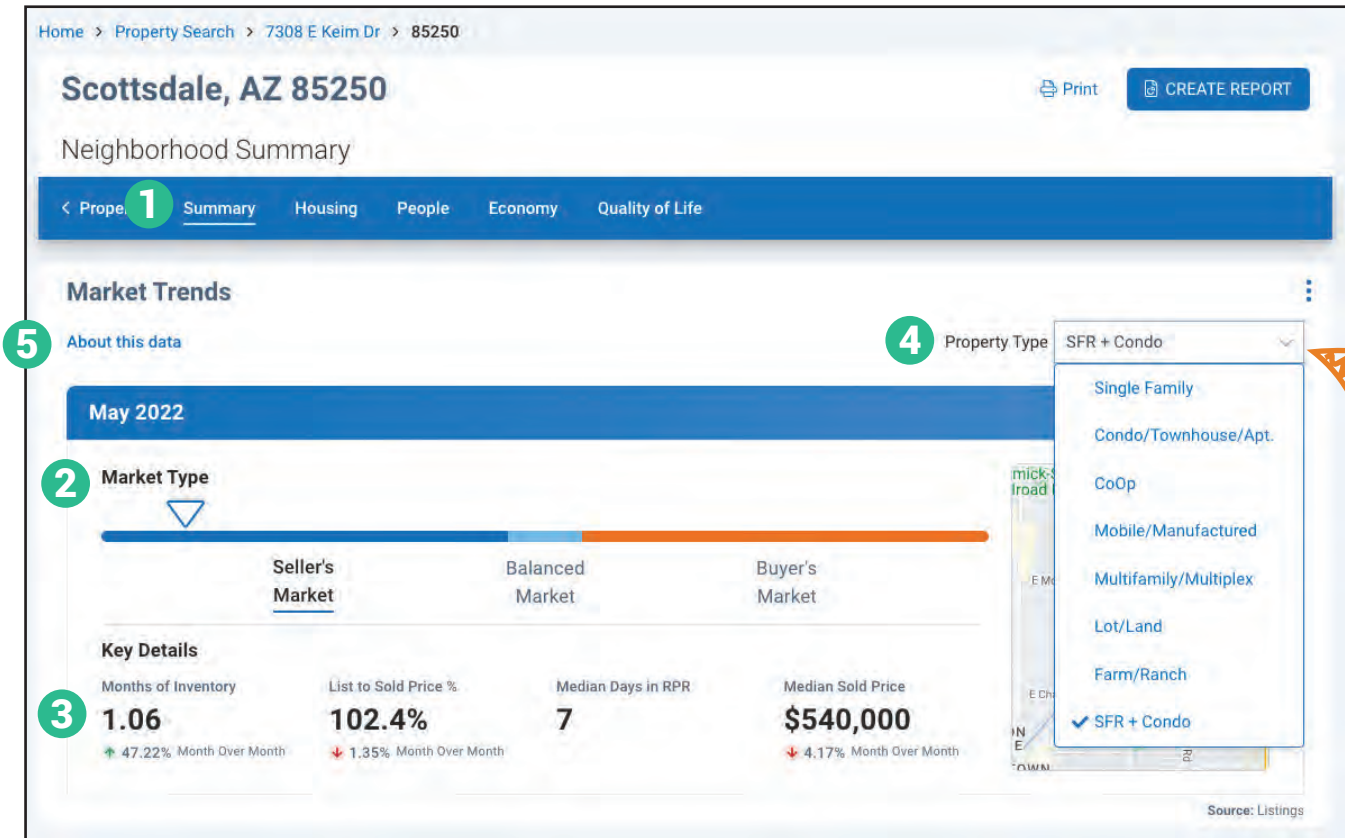 Home > Property Search > 7308 E Keim Dr > 85250
Scottsdale, AZ 85250
Print
CREATE REPORT
Neighborhood Summary
1
< Proper
Summary
Housing
People
Economy
Quality of Life
Market Trends
5
About this data
4
Property Type
SFR + Condo
Single Family
Condo/Townhouse/Apt.
CoOp
Mobile/Manufactured
Multifamily/Multiplex
Lot/Land
Farm/Ranch
SFR + Condo
May 2022
2
Market Type
Seller's
Market
Balanced
Market
Buyer's
Market
Key Details
3
Months of Inventory
1.06
47.22% Month Over Month
List to Sold Price %
102.4%
1.35% Month Over Month
Median Days in RPR
7
Median Sold Price
$540,000
4.17% Month Over Month
Rd
Source: Listings